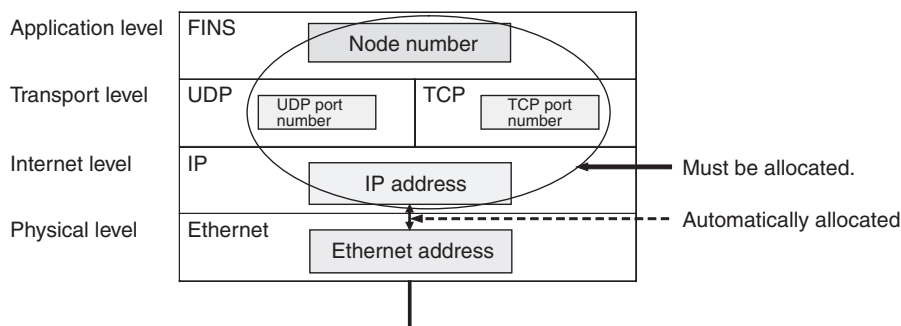 Application level
FINS
Node number
Transport level
UDP
UDP port
number
TCP
TCP port
number
Internet level
IP
IP address
Must be allocated.
Physical level
Ethernet
Ethernet address
Automatically allocated